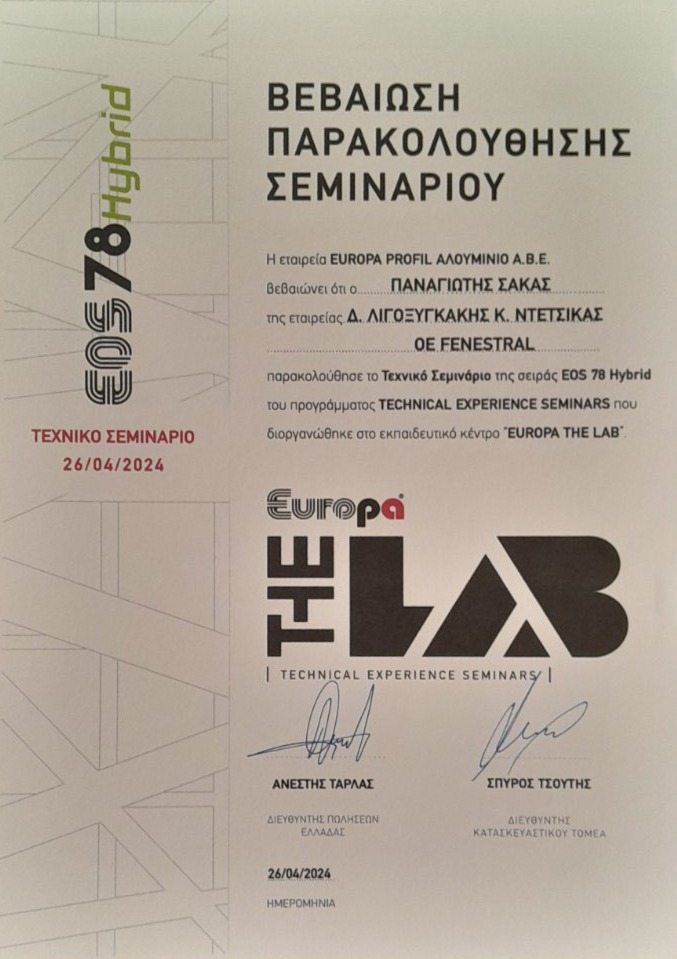 EOS 78 Hybrid
ΤΕΧΝΙΚΟ ΣΕΜΙΝΑΡΙΟ
26/04/2024
ΒΕΒΑΙΩΣΗ
ΠΑΡΑΚΟΛΟΥΘΗΣΗΣ
ΣΕΜΙΝΑΡΙΟΥ
Η εταιρεία EUROPA PROFIL ΑΛΟΥΜΙΝΙΟ Α.Β.Ε.
βεβαιώνει ότι ο ΠΑΝΑΓΙΩΤΗΣ ΣΑΚΑΣ
της εταιρείας Δ. ΛΙΓΟΞΥΓΚΑΚΗΣ Κ. ΝΤΕΤΣΙΚΑΣ
ΟΕ FENESTRAL
παρακολούθησε το Τεχνικό Σεμινάριο της σειράς EOS 78 Hybrid
του προγράμματος TECHNICAL EXPERIENCE SEMINARS που
διοργανώθηκε στο εκπαιδευτικό κέντρο "EUROPA THE LAB".
Europa
THE LAB
| TECHNICAL EXPERIENCE SEMINARS |
ΑΝΕΣΤΗΣ ΤΑΡΛΑΣ
ΔΙΕΥΘΥΝΤΗΣ ΠΩΛΗΣΕΩΝ
ΕΛΛΑΔΑΣ
ΣΠΥΡΟΣ ΤΣΟΥΤΗΣ
ΔΙΕΥΘΥΝΤΗΣ
ΚΑΤΑΣΚΕΥΑΣΤΙΚΟΥ ΤΟΜΕΑ
26/04/2024
ΗΜΕΡΟΜΗΝΙΑ